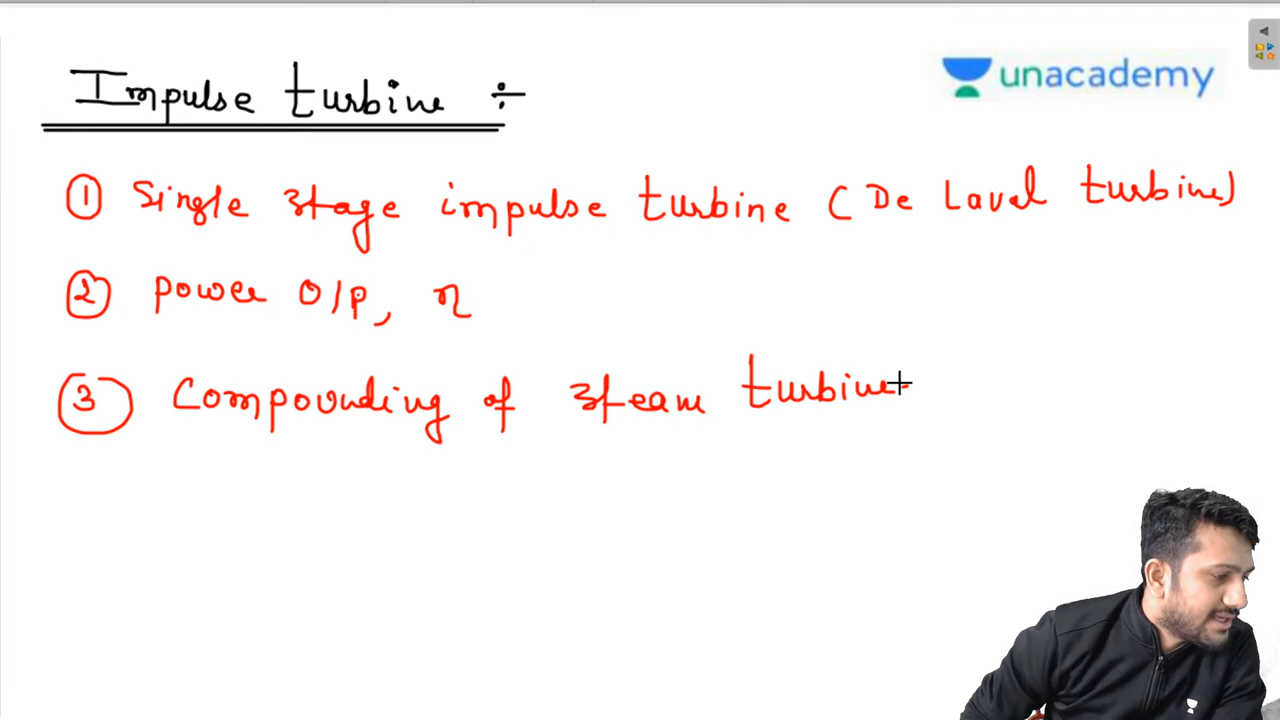 Impulse turbine ÷
unacademy
① Single stage impulse turbine (De Laval turbine)
② Power O/P, η
③ Compounding of steam turbine